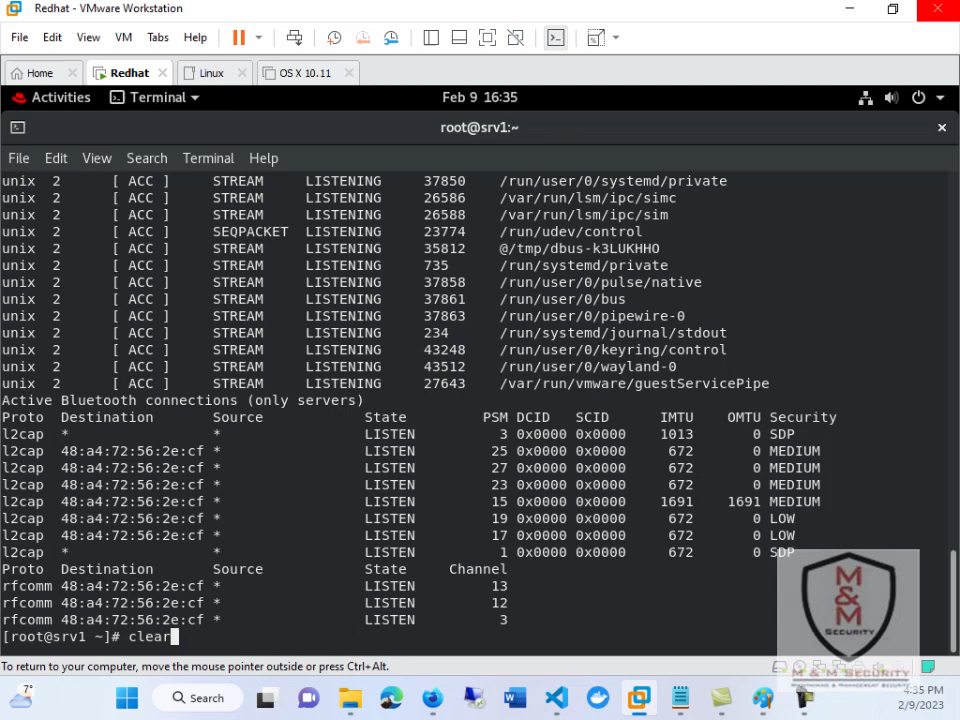 Redhat - VMware Workstation
File Edit View VM Tabs Help
Home Redhat Linux OS X 10.11
Activities Terminal Feb 9 16:35
root@srv1:~
File Edit View Search Terminal Help
unix 2 [ ACC ] STREAM LISTENING 37850 /run/user/0/systemd/private
unix 2 [ ACC ] STREAM LISTENING 26586 /var/run/lsm/ipc/simc
unix 2 [ ACC ] STREAM LISTENING 26588 /var/run/lsm/ipc/sim
unix 2 [ ACC ] SEQPACKET LISTENING 23774 /run/udev/control
unix 2 [ ACC ] STREAM LISTENING 35812 @/tmp/dbus-k3LUKHHO
unix 2 [ ACC ] STREAM LISTENING 735 /run/systemd/private
unix 2 [ ACC ] STREAM LISTENING 37858 /run/user/0/pulse/native
unix 2 [ ACC ] STREAM LISTENING 37861 /run/user/0/bus
unix 2 [ ACC ] STREAM LISTENING 37863 /run/user/0/pipewire-0
unix 2 [ ACC ] STREAM LISTENING 234 /run/systemd/journal/stdout
unix 2 [ ACC ] STREAM LISTENING 43248 /run/user/0/keyring/control
unix 2 [ ACC ] STREAM LISTENING 43512 /run/user/0/wayland-0
unix 2 [ ACC ] STREAM LISTENING 27643 /var/run/vmware/guestServicePipe
Active Bluetooth connections (only servers)
Proto Destination Source State PSM DCID SCID IMTU OMTU Security
l2cap * * LISTEN 3 0x0000 0x0000 1013 0 SDP
l2cap 48:a4:72:56:2e:cf * LISTEN 25 0x0000 0x0000 672 0 MEDIUM
l2cap 48:a4:72:56:2e:cf * LISTEN 27 0x0000 0x0000 672 0 MEDIUM
l2cap 48:a4:72:56:2e:cf * LISTEN 23 0x0000 0x0000 672 0 MEDIUM
l2cap 48:a4:72:56:2e:cf * LISTEN 15 0x0000 0x0000 1691 1691 MEDIUM
l2cap 48:a4:72:56:2e:cf * LISTEN 19 0x0000 0x0000 672 0 LOW
l2cap 48:a4:72:56:2e:cf * LISTEN 17 0x0000 0x0000 672 0 LOW
l2cap * * LISTEN 1 0x0000 0x0000 672 0 SDP
Proto Destination Source State Channel
rfcomm 48:a4:72:56:2e:cf * LISTEN 13
rfcomm 48:a4:72:56:2e:cf * LISTEN 12
rfcomm 48:a4:72:56:2e:cf * LISTEN 3
[root@srv1 ~]# clear
M
&
M
SECURITY
M & M SECURITY
MONITORING & MANAGEMENT SECURITY
To return to your computer, move the mouse pointer outside or press Ctrl+Alt.
7°
Search
4:35 PM
2/9/2023